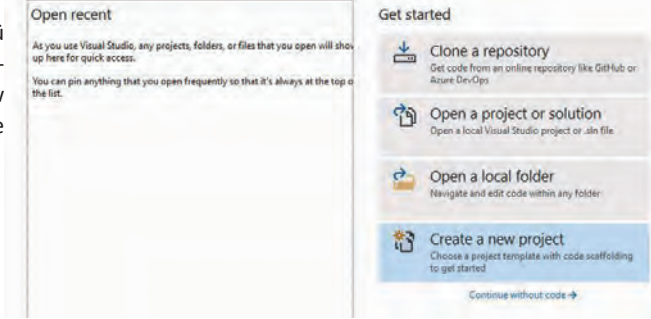 Open recent
As you use Visual Studio, any projects, folders, or files that you open will show
up here for quick access.
You can pin anything that you open frequently so that it's always at the top o
the list.
Get started
Clone a repository
Get code from an online repository like GitHub or
Azure DevOps
Open a project or solution
Open a local Visual Studio project or .sln file
Open a local folder
Navigate and edit code within any folder
Create a new project
Choose a project template with code scaffolding
to get started
Continue without code →